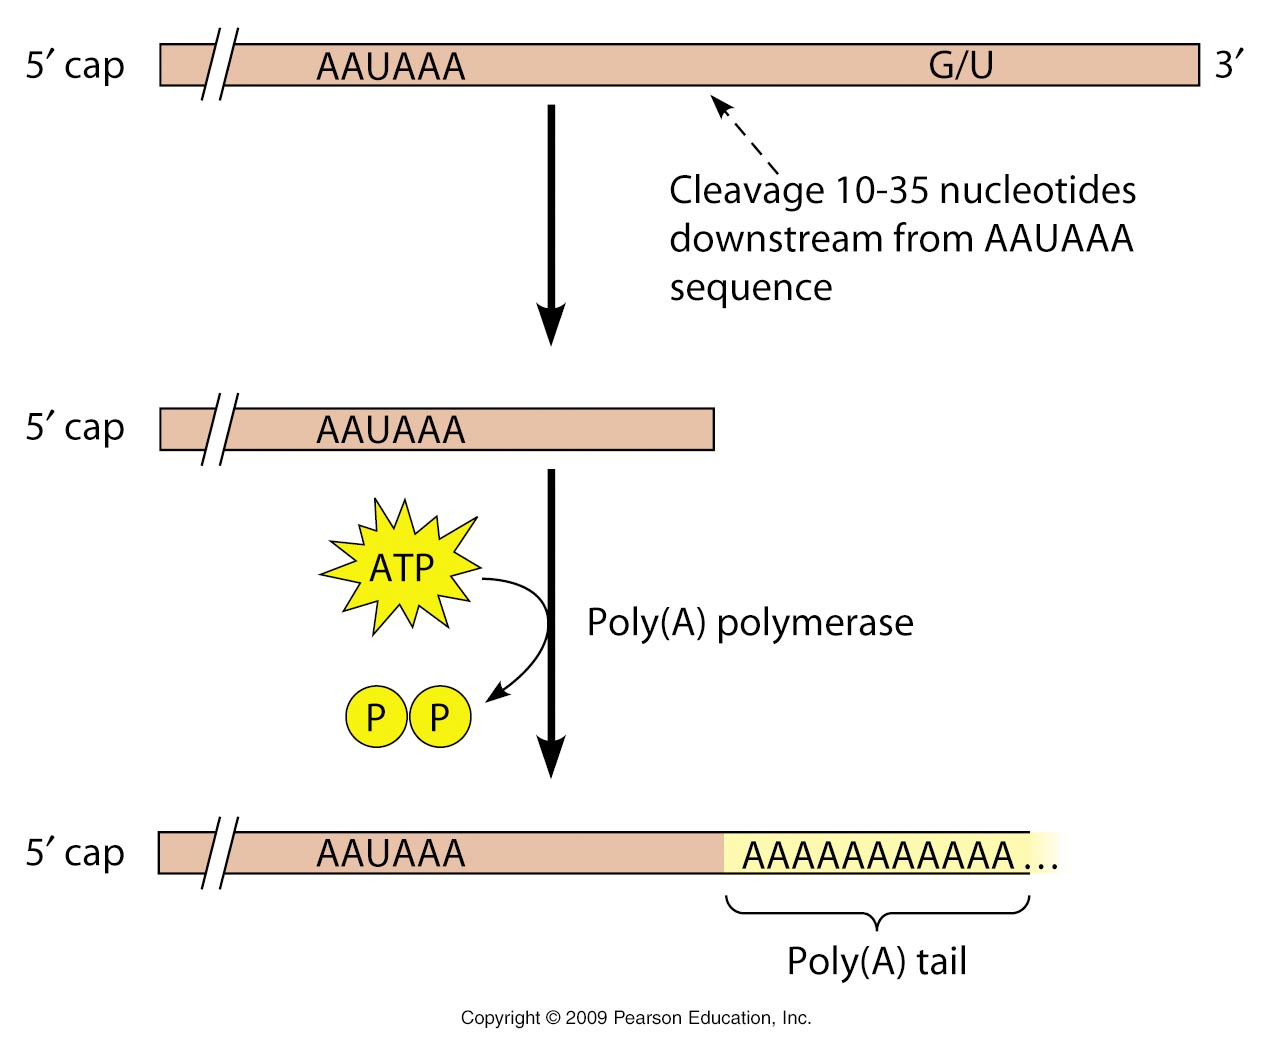 5′ cap AAUAAA G/U 3′
Cleavage 10-35 nucleotides
downstream from AAUAAA
sequence
5′ cap AAUAAA
ATP
Poly(A) polymerase
P P
5′ cap AAUAAA AAAAAAAAAAA...
Poly(A) tail
Copyright © 2009 Pearson Education, Inc.